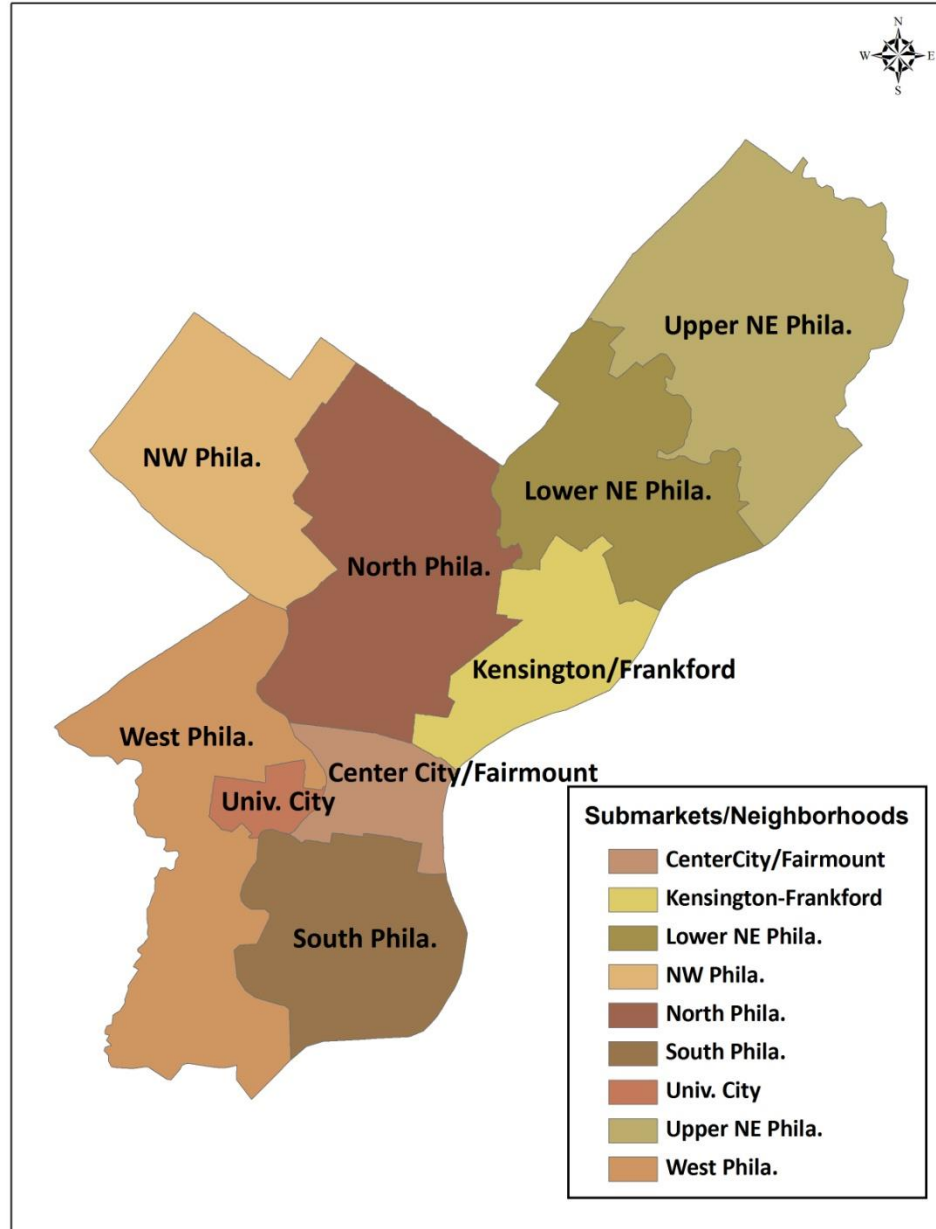 N
W E
S
Upper NE Phila.
NW Phila.
Lower NE Phila.
North Phila.
Kensington/Frankford
West Phila.
Center City/Fairmount
Univ. City
South Phila.
Submarkets/Neighborhoods
CenterCity/Fairmount
Kensington-Frankford
Lower NE Phila.
NW Phila.
North Phila.
South Phila.
Univ. City
Upper NE Phila.
West Phila.